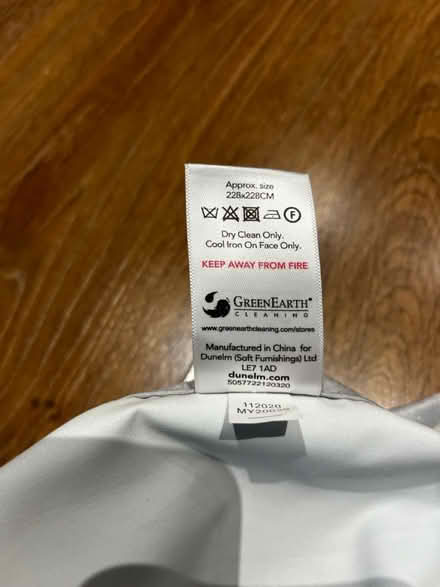 Approx. size
228x228CM
F
Dry Clean Only.
Cool Iron On Face Only.
KEEP AWAY FROM FIRE
GREENEARTH®
CLEANING
www.greenearthcleaning.com/stores
Manufactured in China for
Dunelm (Soft Furnishings) Ltd
LE7 1AD
dunelm.com
5057722120320
112020